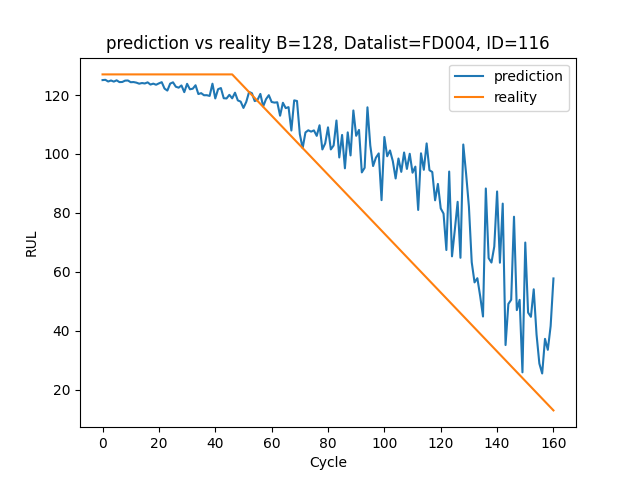 prediction vs reality B=128, Datalist=FD004, ID=116
prediction
reality
RUL
120
100
80
60
40
20
0 20 40 60 80 100 120 140 160
Cycle